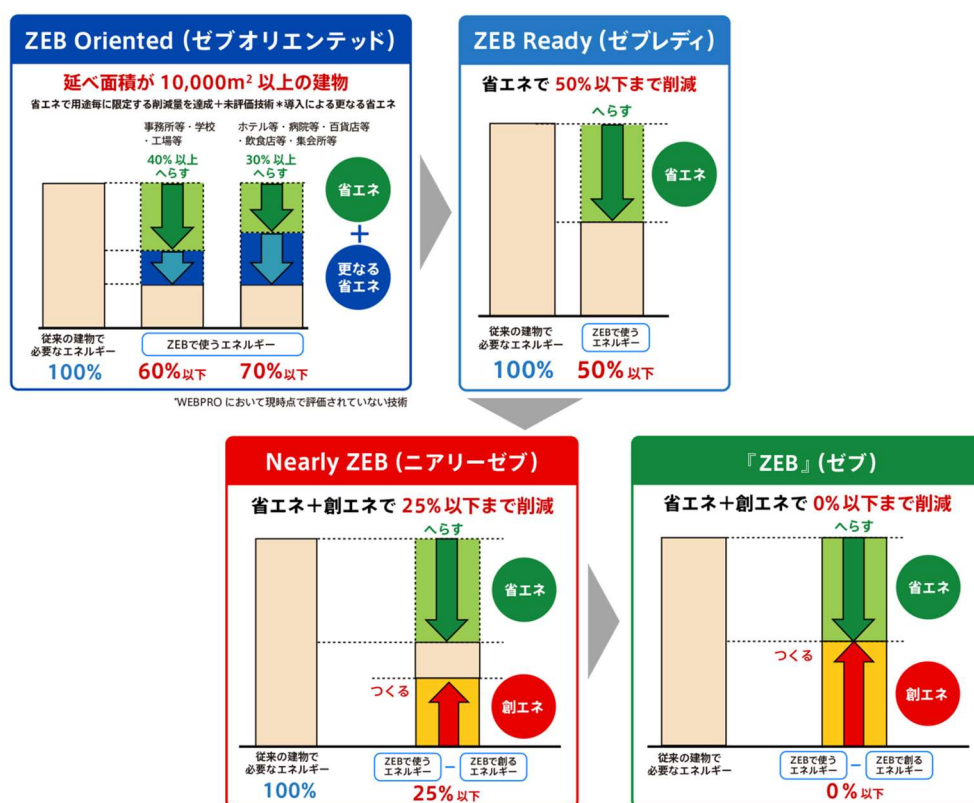 ZEB Oriented (ゼブオリエンテッド)
延べ面積が 10,000m² 以上の建物
省エネで用途毎に限定する削減量を達成＋未評価技術＊導入による更なる省エネ
事務所等・学校
・工場等
40% 以上
へらす
ホテル等・病院等・百貨店等
・飲食店等・集会所等
30% 以上
へらす
省エネ
+
更なる
省エネ
従来の建物で
必要なエネルギー
100%
ZEBで使うエネルギー
60%以下
70%以下
*WEBPRO において現時点で評価されていない技術
ZEB Ready (ゼブレディ)
省エネで 50%以下まで削減
へらす
省エネ
従来の建物で
必要なエネルギー
100%
ZEBで使う
エネルギー
50%以下
Nearly ZEB (ニアリーゼブ)
省エネ＋創エネで 25%以下まで削減
へらす
省エネ
つくる
創エネ
従来の建物で
必要なエネルギー
100%
ZEBで使う
エネルギー
−
ZEBで創る
エネルギー
25%以下
『ZEB』(ゼブ)
省エネ＋創エネで 0%以下まで削減
へらす
省エネ
つくる
創エネ
従来の建物で
必要なエネルギー
ZEBで使う
エネルギー
−
ZEBで創る
エネルギー
0%以下